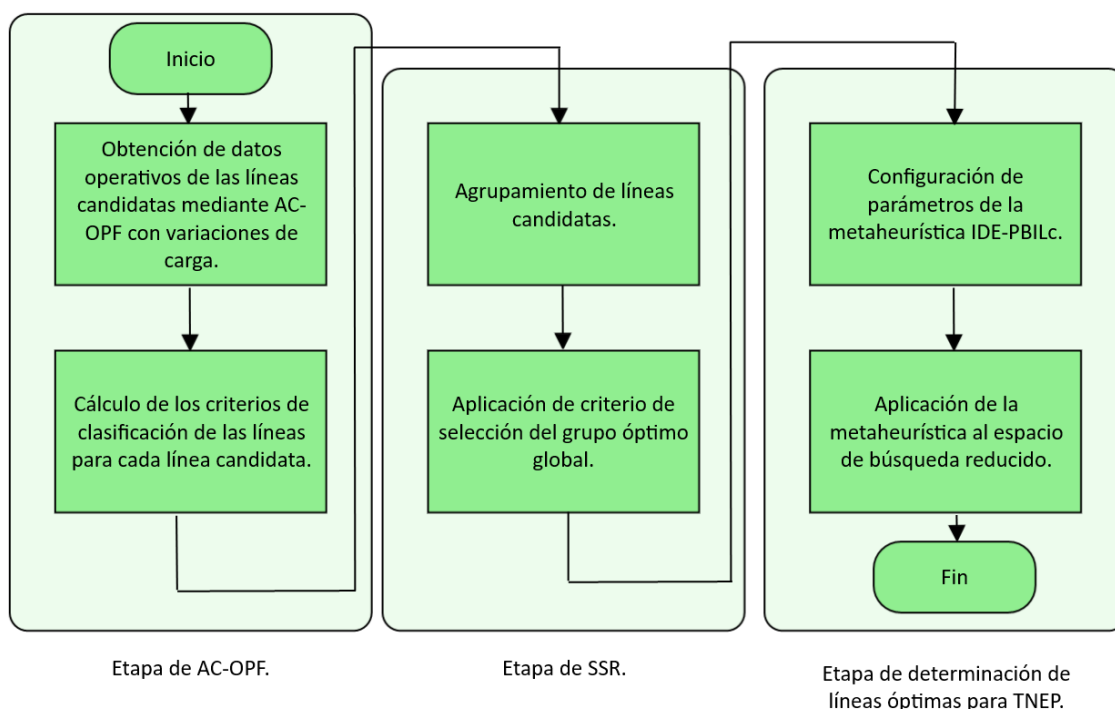 Inicio
Obtención de datos
operativos de las líneas
candidatas mediante AC-
OPF con variaciones de
carga.
Cálculo de los criterios de
clasificación de las líneas
para cada línea candidata.
Etapa de AC-OPF.
Agrupamiento de líneas
candidatas.
Aplicación de criterio de
selección del grupo óptimo
global.
Etapa de SSR.
Configuración de
parámetros de la
metaheurística IDE-PBILc.
Aplicación de la
metaheurística al espacio
de búsqueda reducido.
Fin
Etapa de determinación de
líneas óptimas para TNEP.